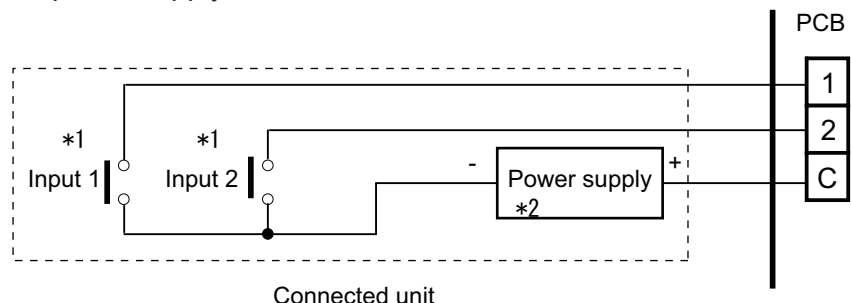 PCB
1
*1 *1 2
Input 1 Input 2 - Power supply + C
*2
Connected unit